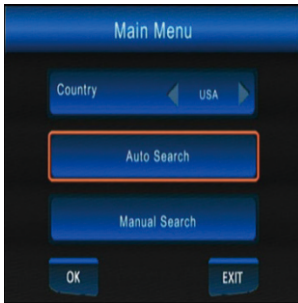 Main Menu
Country USA
Auto Search
Manual Search
OK EXIT